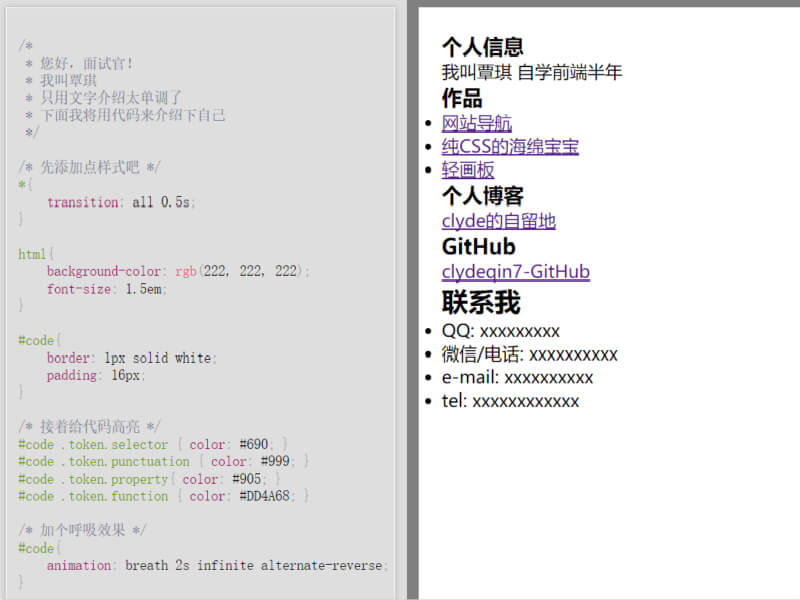 /*
 * 您好，面试官！
 * 我叫覃琪
 * 只用文字介绍太单调了
 * 下面我将用代码来介绍下自己
 */
/* 先添加点样式吧 */
*{
    transition: all 0.5s;
}
html{
    background-color: rgb(222, 222, 222);
    font-size: 1.5em;
}
#code{
    border: 1px solid white;
    padding: 16px;
}
/* 接着给代码高亮 */
#code .token.selector { color: #690; }
#code .token.punctuation { color: #999; }
#code .token.property{ color: #905; }
#code .token.function { color: #DD4A68; }
/* 加个呼吸效果 */
#code{
    animation: breath 2s infinite alternate-reverse;
}
个人信息
我叫覃琪 自学前端半年
作品
• 网站导航
• 纯CSS的海绵宝宝
• 轻画板
个人博客
clyde的自留地
GitHub
clydeqin7-GitHub
联系我
• QQ: xxxxxxxxx
• 微信/电话: xxxxxxxxxx
• e-mail: xxxxxxxxxx
• tel: xxxxxxxxxxxx